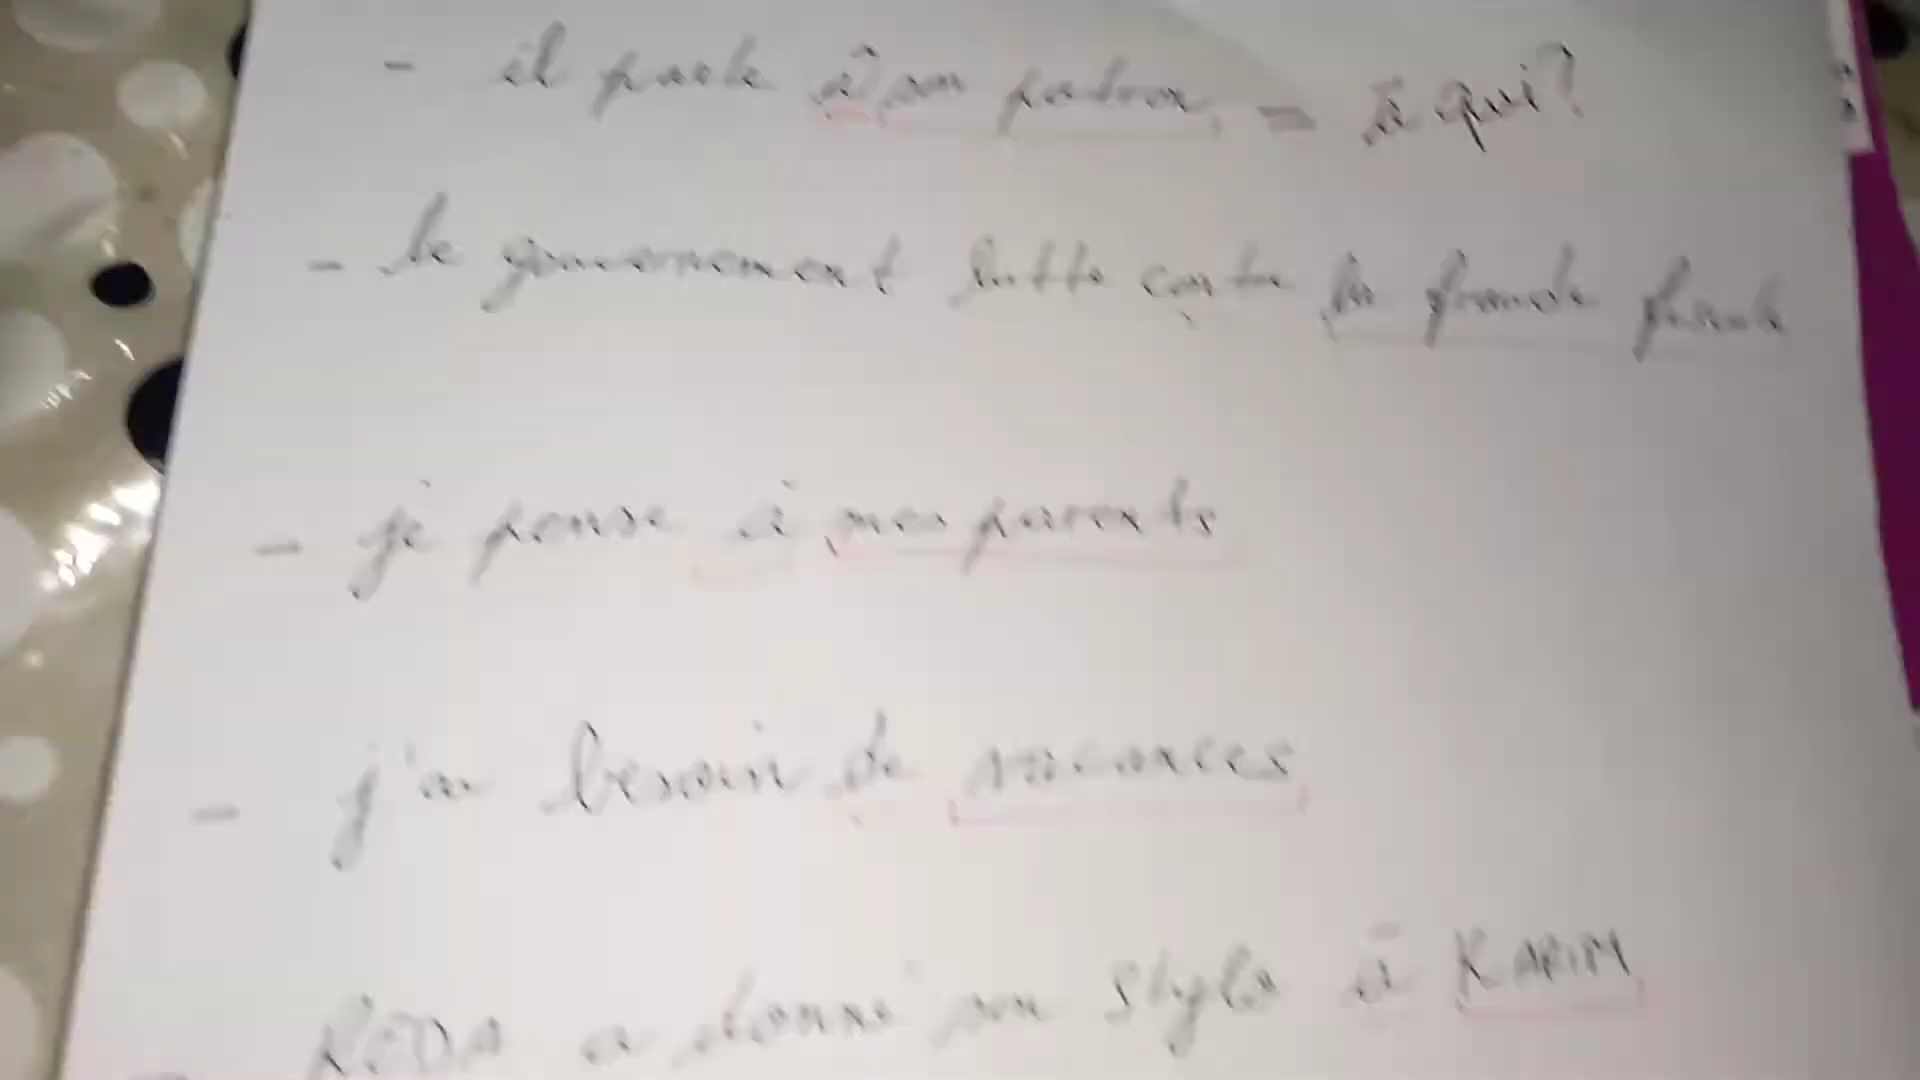 - il parle à son patron = à qui?
- le gouvernement lutte contre la fraude fiscale
- je pense à mes parents
- j'ai besoin de vacances
REDA a donné son stylo à KARIM